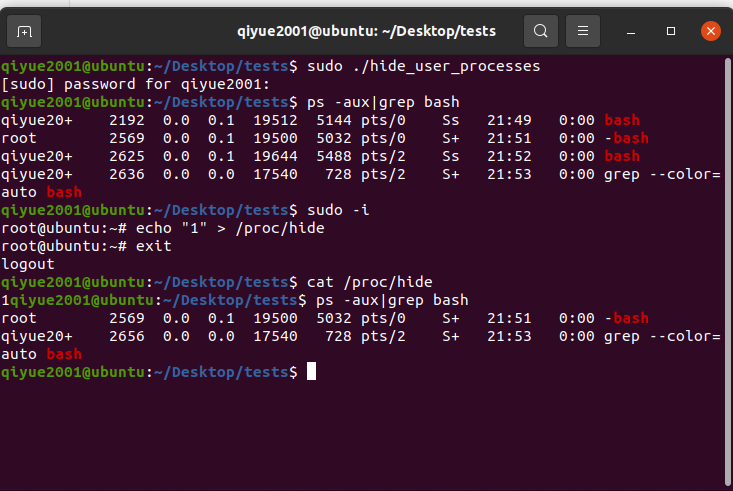 qiyue2001@ubuntu: ~/Desktop/tests
qiyue2001@ubuntu:~/Desktop/tests$ sudo ./hide_user_processes
[sudo] password for qiyue2001:
qiyue2001@ubuntu:~/Desktop/tests$ ps -aux|grep bash
qiyue20+    2192  0.0  0.1  19512  5144 pts/0    Ss   21:49   0:00 bash
root        2569  0.0  0.1  19500  5032 pts/0    S+   21:51   0:00 -bash
qiyue20+    2625  0.0  0.1  19644  5488 pts/2    Ss   21:52   0:00 bash
qiyue20+    2636  0.0  0.0  17540   728 pts/2    S+   21:53   0:00 grep --color=
auto bash
qiyue2001@ubuntu:~/Desktop/tests$ sudo -i
root@ubuntu:~# echo "1" > /proc/hide
root@ubuntu:~# exit
logout
qiyue2001@ubuntu:~/Desktop/tests$ cat /proc/hide
1qiyue2001@ubuntu:~/Desktop/tests$ ps -aux|grep bash
root        2569  0.0  0.1  19500  5032 pts/0    S+   21:51   0:00 -bash
qiyue20+    2656  0.0  0.0  17540   728 pts/2    S+   21:53   0:00 grep --color=
auto bash
qiyue2001@ubuntu:~/Desktop/tests$